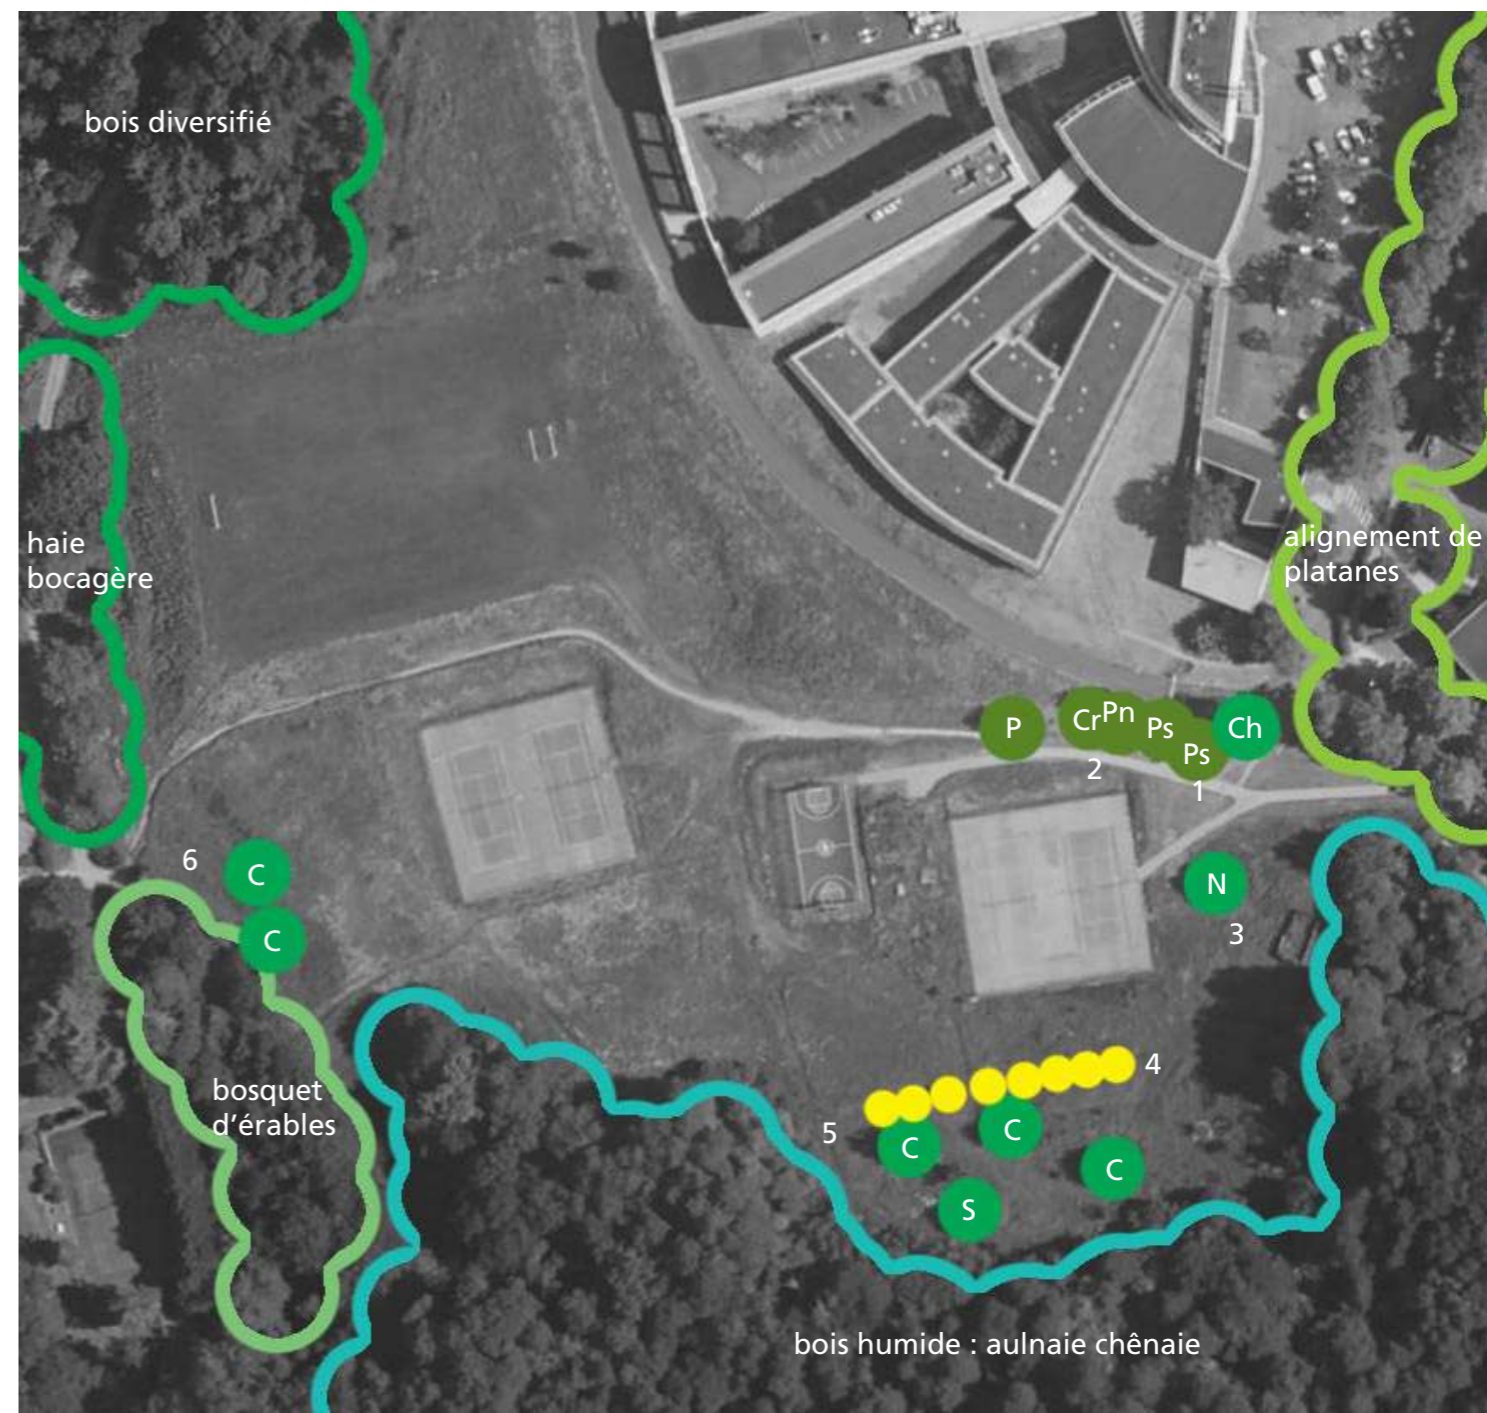 bois diversifié
haie
bocagère
alignement de
platanes
P
Cr
Pn
Ps
Ps
Ch
2
1
6
C
C
N
3
bosquet
d’érables
4
5
C
C
C
S
bois humide : aulnaie chênaie